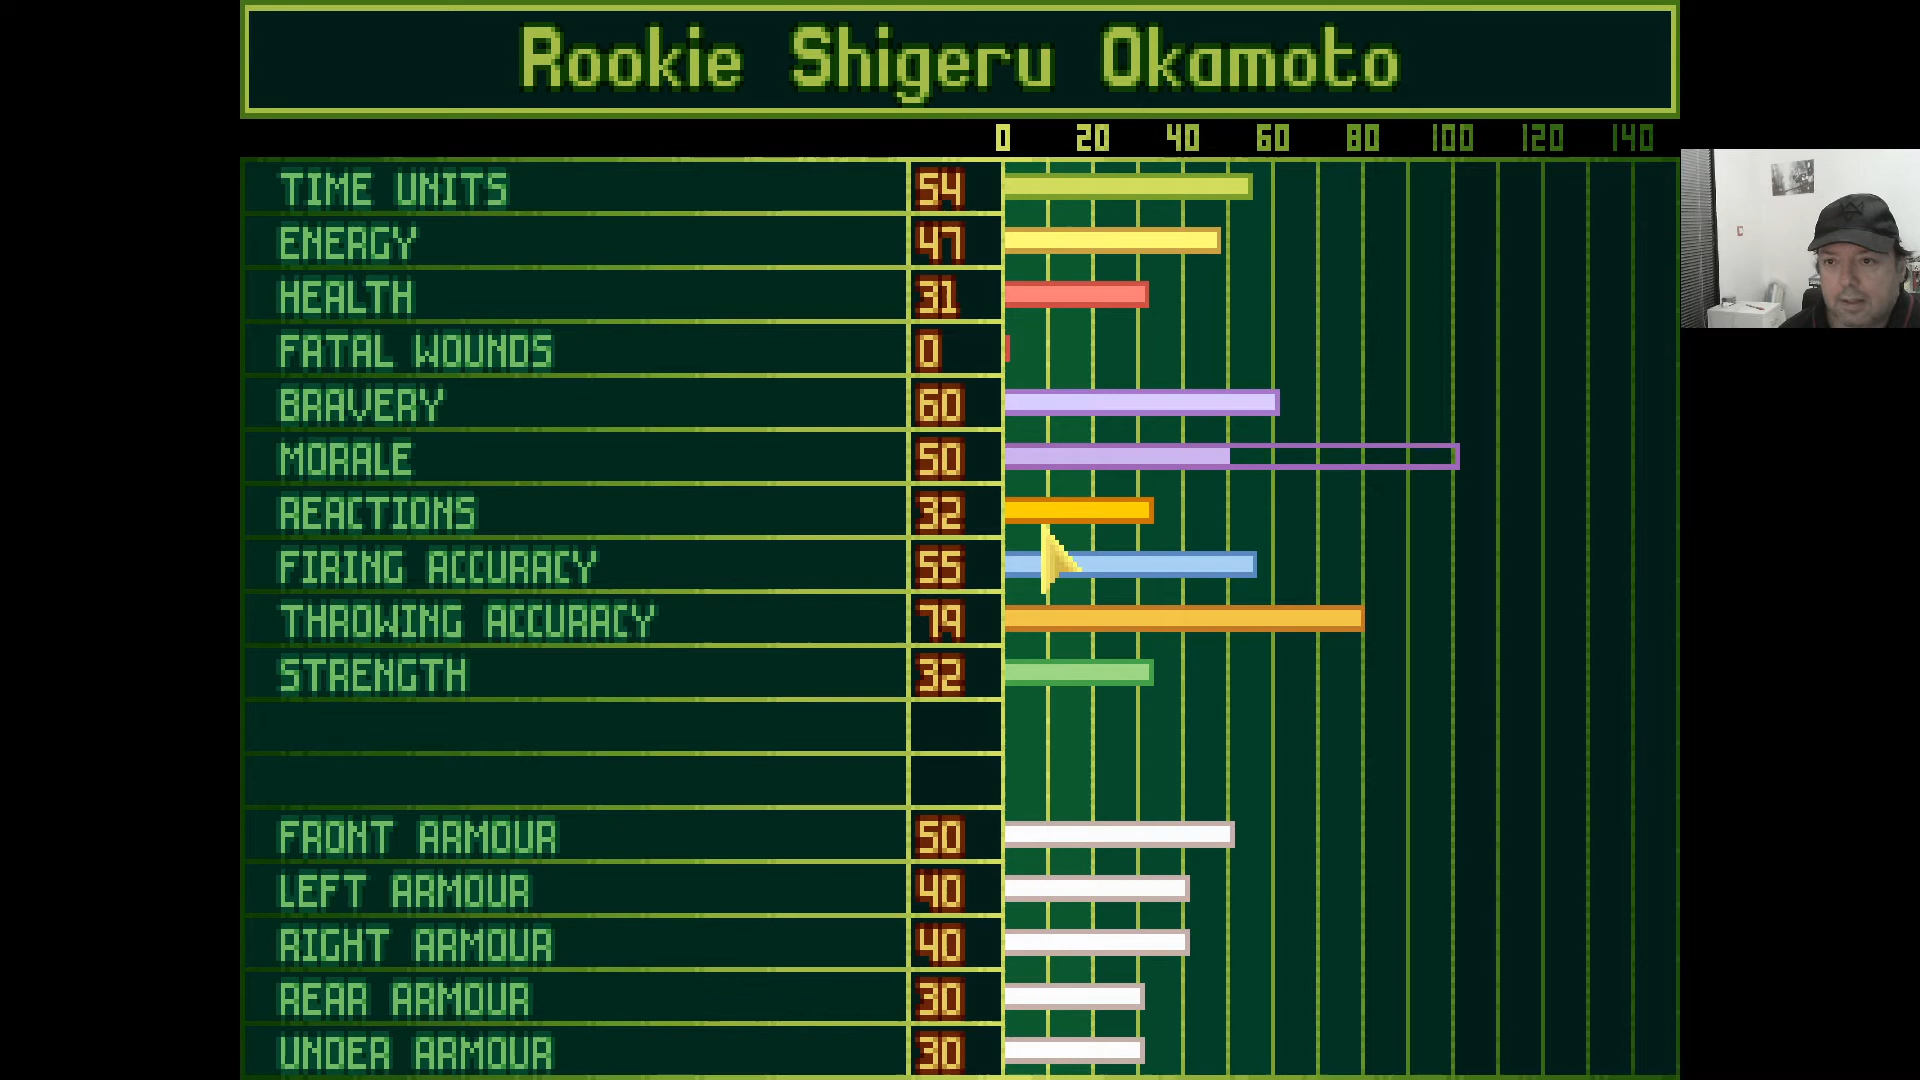 Rookie Shigeru Okamoto
0 20 40 60 80 100 120 140
TIME UNITS 54
ENERGY 47
HEALTH 31
FATAL WOUNDS 0
BRAVERY 60
MORALE 50
REACTIONS 32
FIRING ACCURACY 55
THROWING ACCURACY 79
STRENGTH 32
FRONT ARMOUR 50
LEFT ARMOUR 40
RIGHT ARMOUR 40
REAR ARMOUR 30
UNDER ARMOUR 30